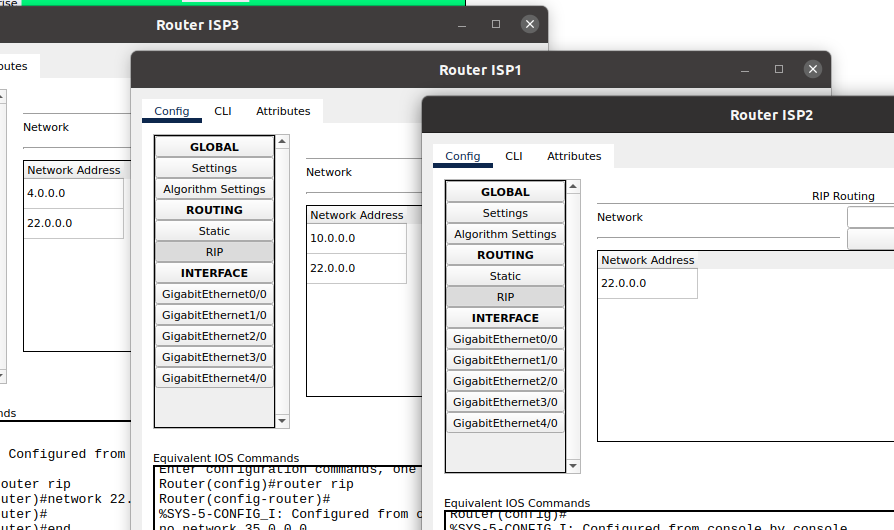 rise
Router ISP3
butes
Network
Network Address
4.0.0.0
22.0.0.0
nds
Configured from
outer rip
uter)#network 22.
uter)#
uter)#end
Router ISP1
Config CLI Attributes
GLOBAL
Settings
Algorithm Settings
ROUTING
Static
RIP
INTERFACE
GigabitEthernet0/0
GigabitEthernet1/0
GigabitEthernet2/0
GigabitEthernet3/0
GigabitEthernet4/0
Network
Network Address
10.0.0.0
22.0.0.0
Equivalent IOS Commands
Enter configuration commands, one
Router(config)#router rip
Router(config-router)#
%SYS-5-CONFIG_I: Configured from c
no network 35.0.0.0
Router ISP2
Config CLI Attributes
GLOBAL
Settings
Algorithm Settings
ROUTING
Static
RIP
INTERFACE
GigabitEthernet0/0
GigabitEthernet1/0
GigabitEthernet2/0
GigabitEthernet3/0
GigabitEthernet4/0
RIP Routing
Network
Network Address
22.0.0.0
Equivalent IOS Commands
Router(config)#
%SYS-5-CONFIG_I: Configured from console by console